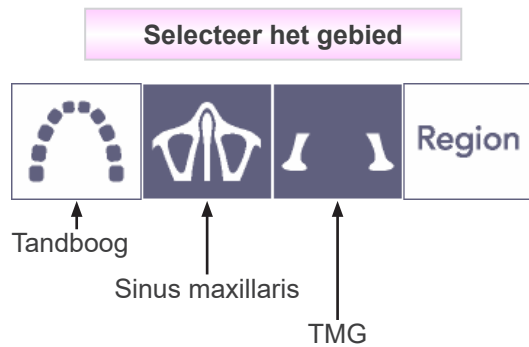 Selecteer het gebied
Region
Tandboog
Sinus maxillaris
TMG